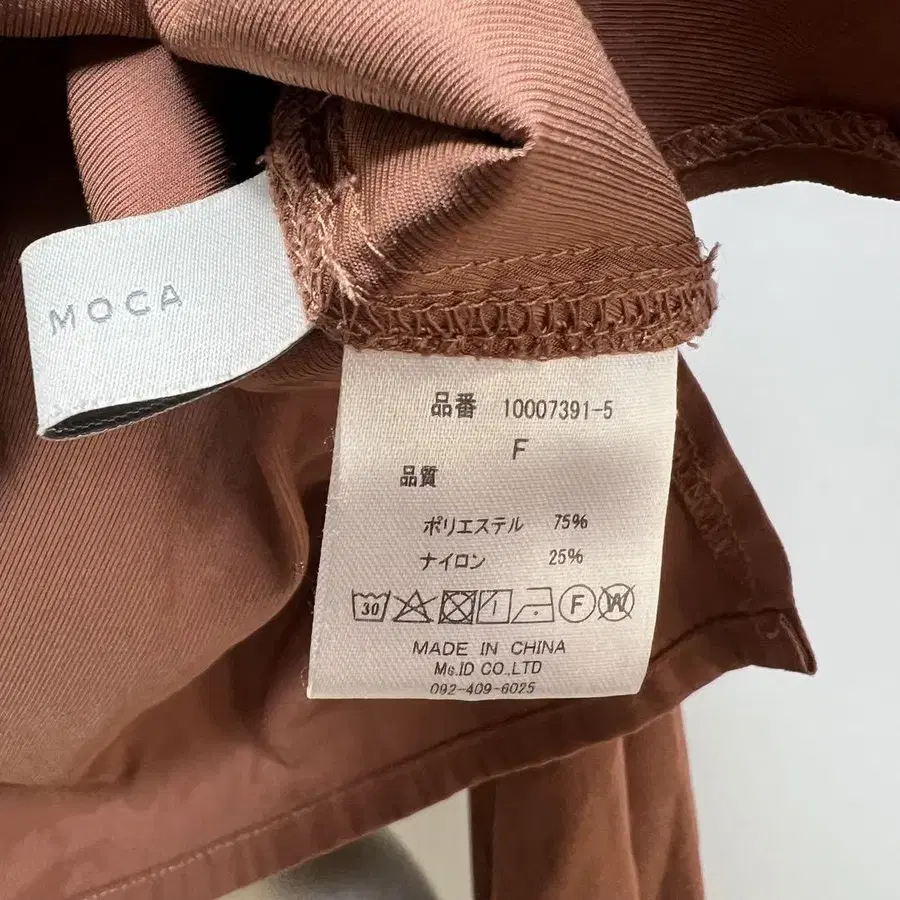 MOCA
品番 10007391-5
F
品質
ポリエステル 75%
ナイロン 25%
30 F W
MADE IN CHINA
Ms.ID CO.,LTD
092-409-6025